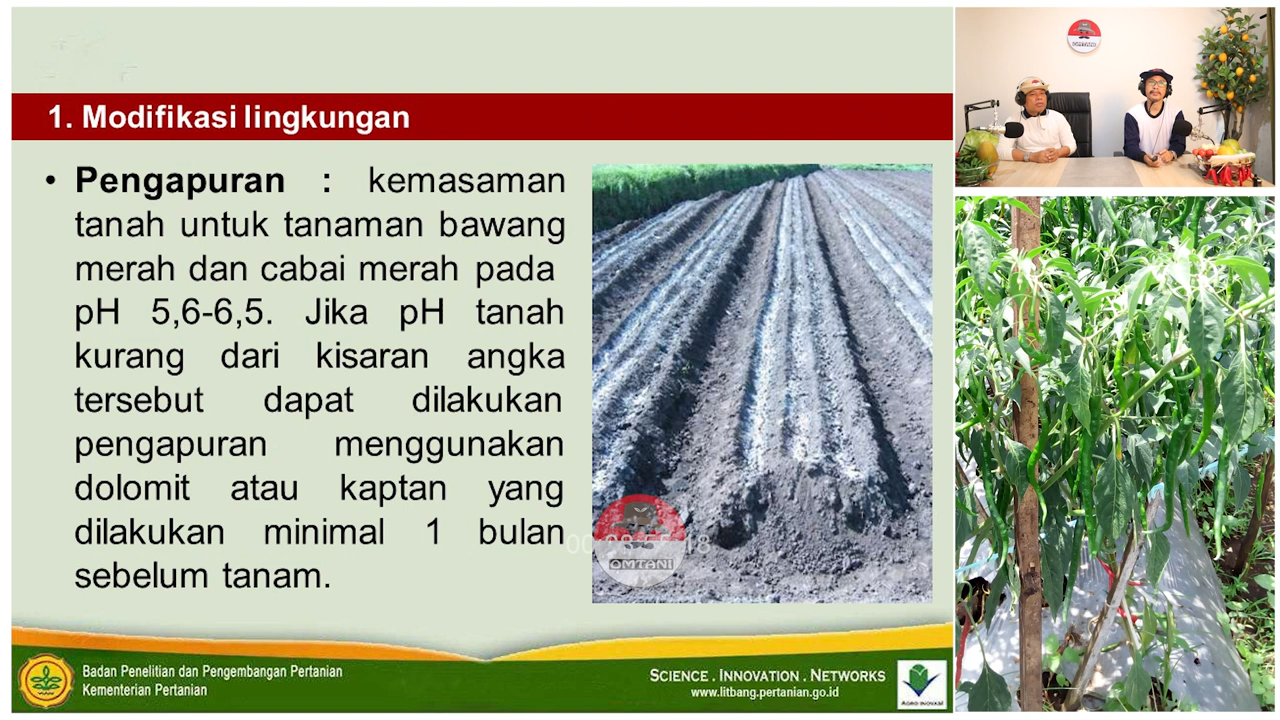 1. Modifikasi lingkungan
• Pengapuran : kemasaman
tanah untuk tanaman bawang
merah dan cabai merah pada
pH 5,6-6,5. Jika pH tanah
kurang dari kisaran angka
tersebut dapat dilakukan
pengapuran menggunakan
dolomit atau kaptan yang
dilakukan minimal 1 bulan
sebelum tanam.
OMTANI
OMTANI
Badan Penelitian dan Pengembangan Pertanian
Kementerian Pertanian
SCIENCE . INNOVATION . NETWORKS
www.litbang.pertanian.go.id
AGRO INOVASI